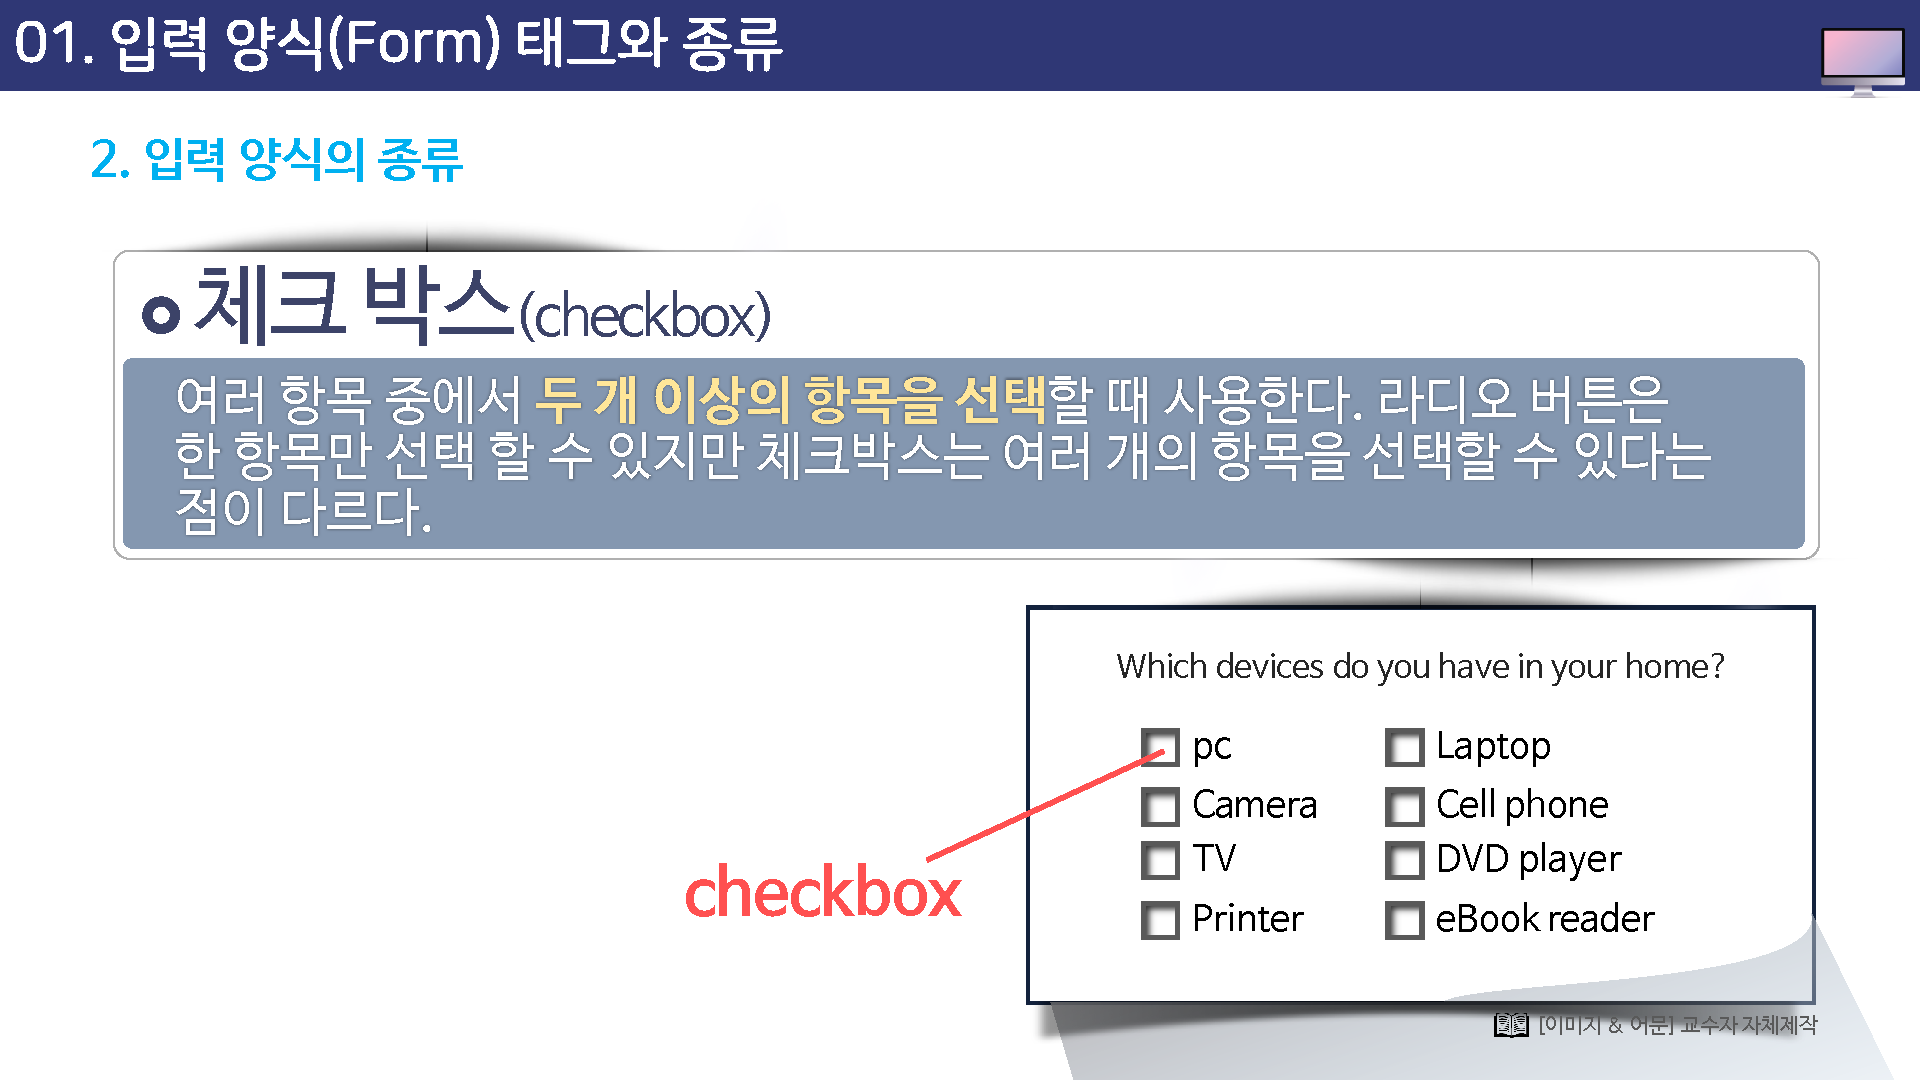 01. 입력 양식(Form) 태그와 종류
2. 입력 양식의 종류
체크 박스(checkbox)
여러 항목 중에서 두 개 이상의 항목을 선택할 때 사용한다. 라디오 버튼은
한 항목만 선택 할 수 있지만 체크박스는 여러 개의 항목을 선택할 수 있다는
점이 다르다.
Which devices do you have in your home?
pc
Laptop
Camera
Cell phone
TV
DVD player
Printer
eBook reader
checkbox
[이미지 & 어문] 교수자 자체제작